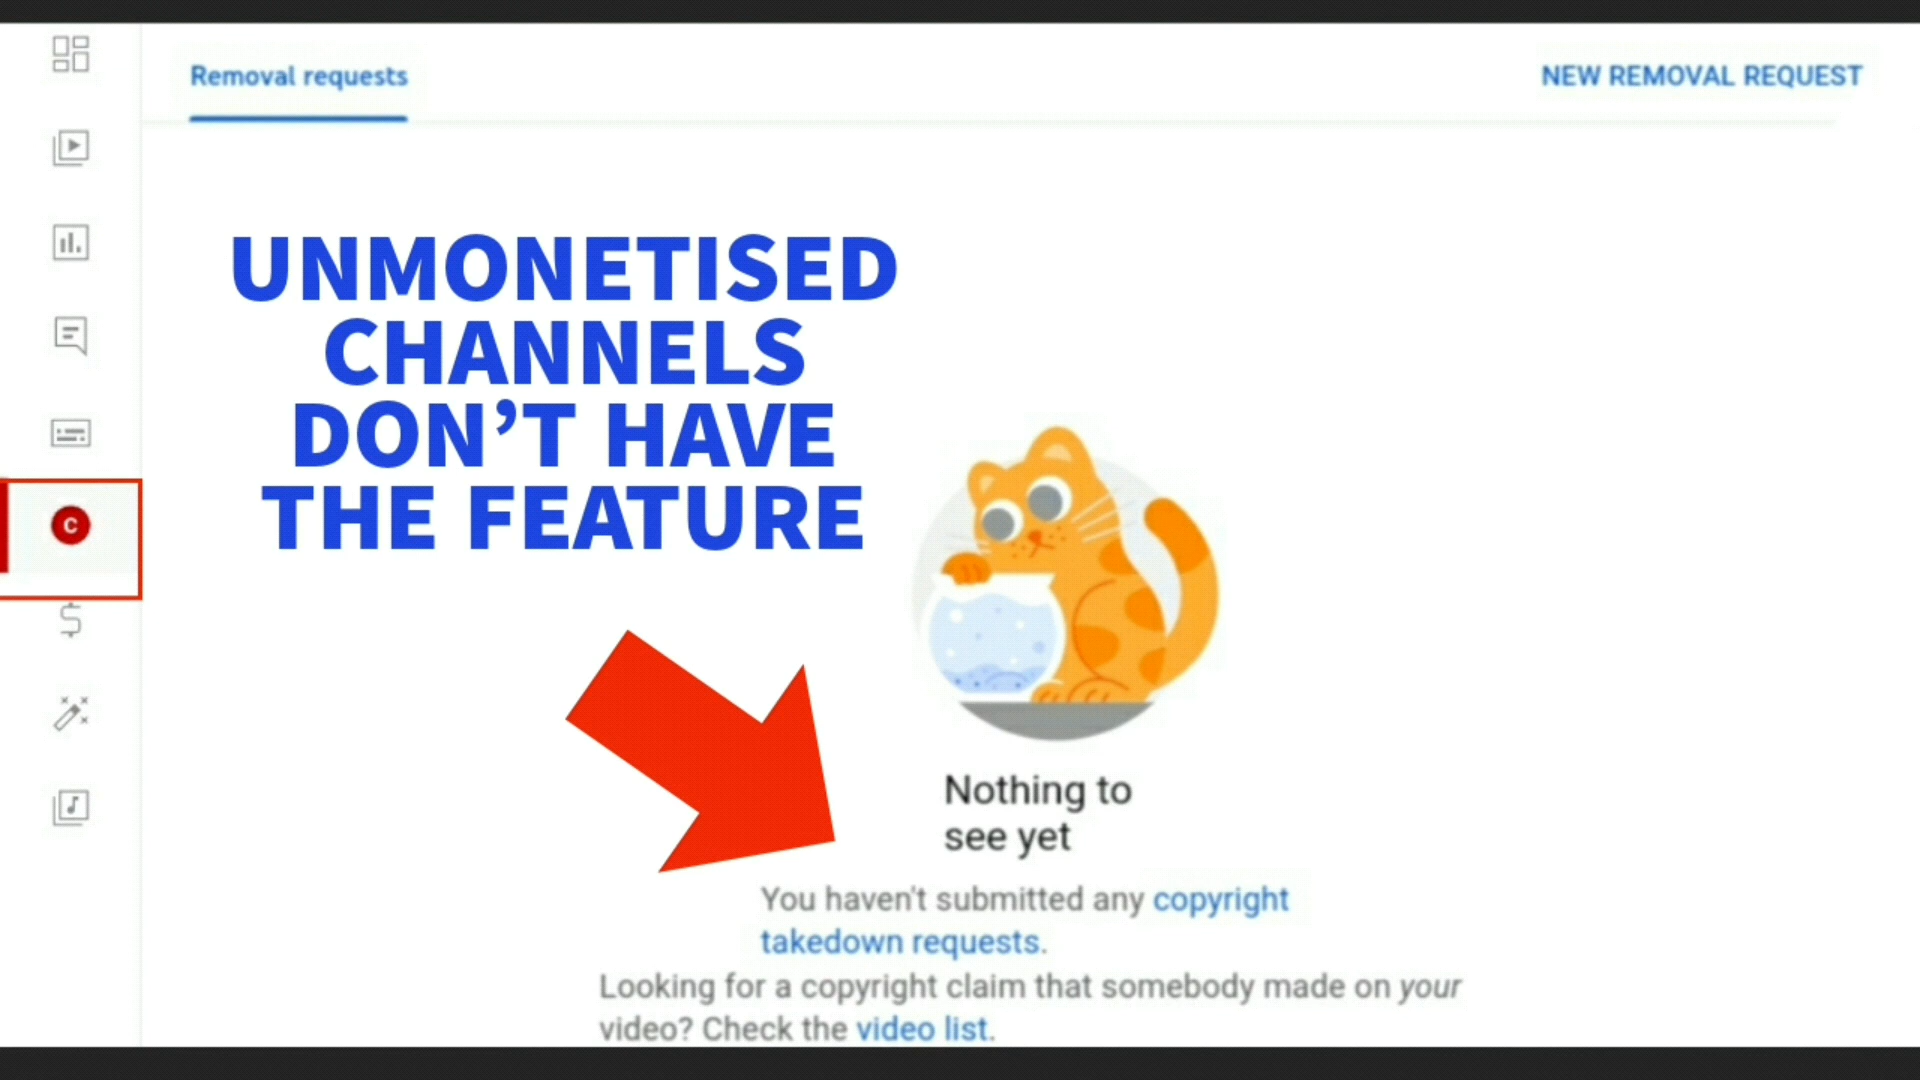 Removal requests
NEW REMOVAL REQUEST
UNMONETISED
CHANNELS
DON’T HAVE
THE FEATURE
C
Nothing to
see yet
You haven't submitted any copyright
takedown requests.
Looking for a copyright claim that somebody made on your
video? Check the video list.